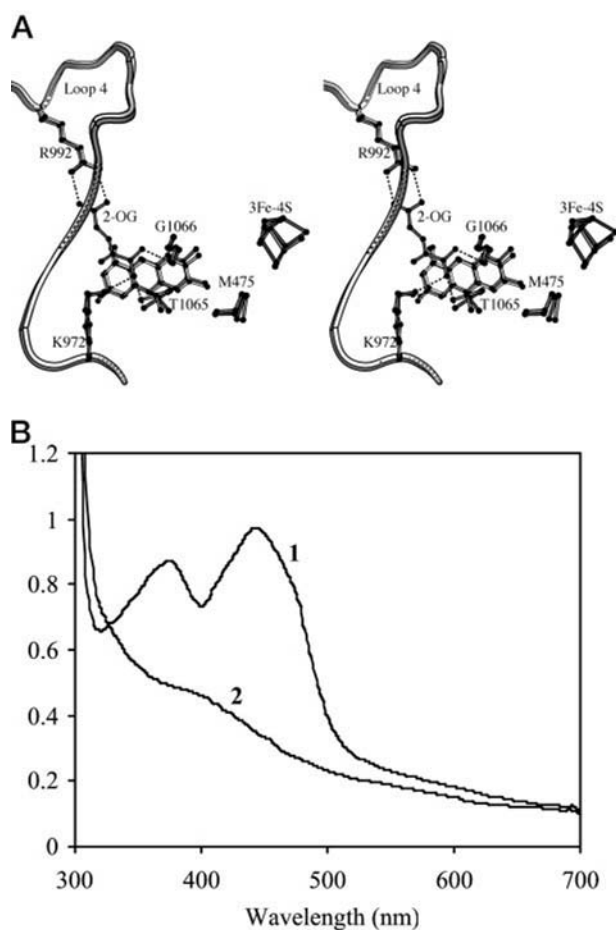 A
Loop 4 Loop 4
R992 R992
3Fe-4S 3Fe-4S
2-OG G1066 2-OG G1066
M475 M475
T1065 T1065
K972 K972
B
1.2
1
1
0.8
0.6
2
0.4
0.2
0
300 400 500 600 700
Wavelength (nm)